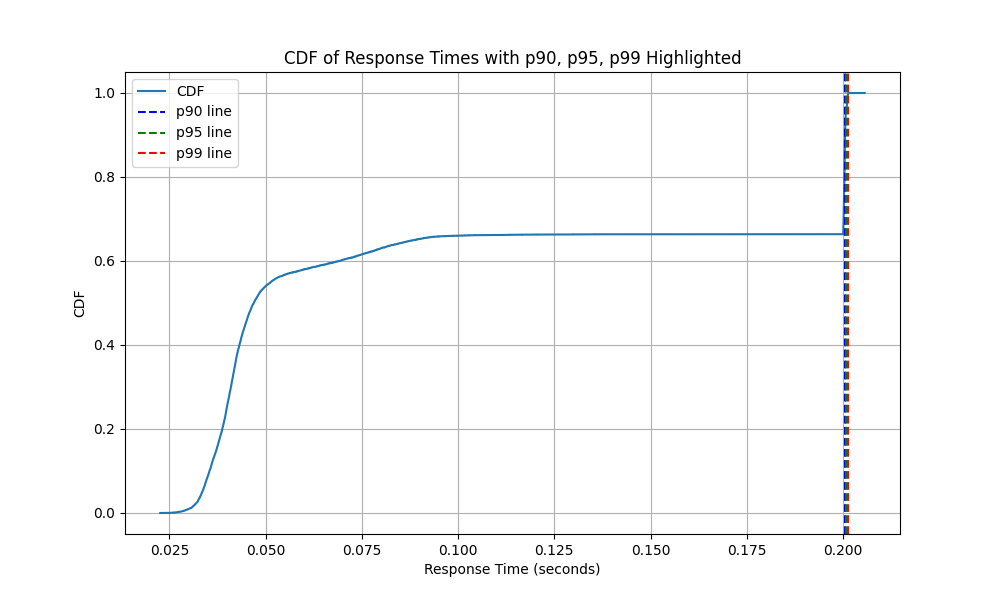 CDF of Response Times with p90, p95, p99 Highlighted
CDF
p90 line
p95 line
p99 line
1.0
0.8
0.6
0.4
0.2
0.0
CDF
0.025
0.050
0.075
0.100
0.125
0.150
0.175
0.200
Response Time (seconds)